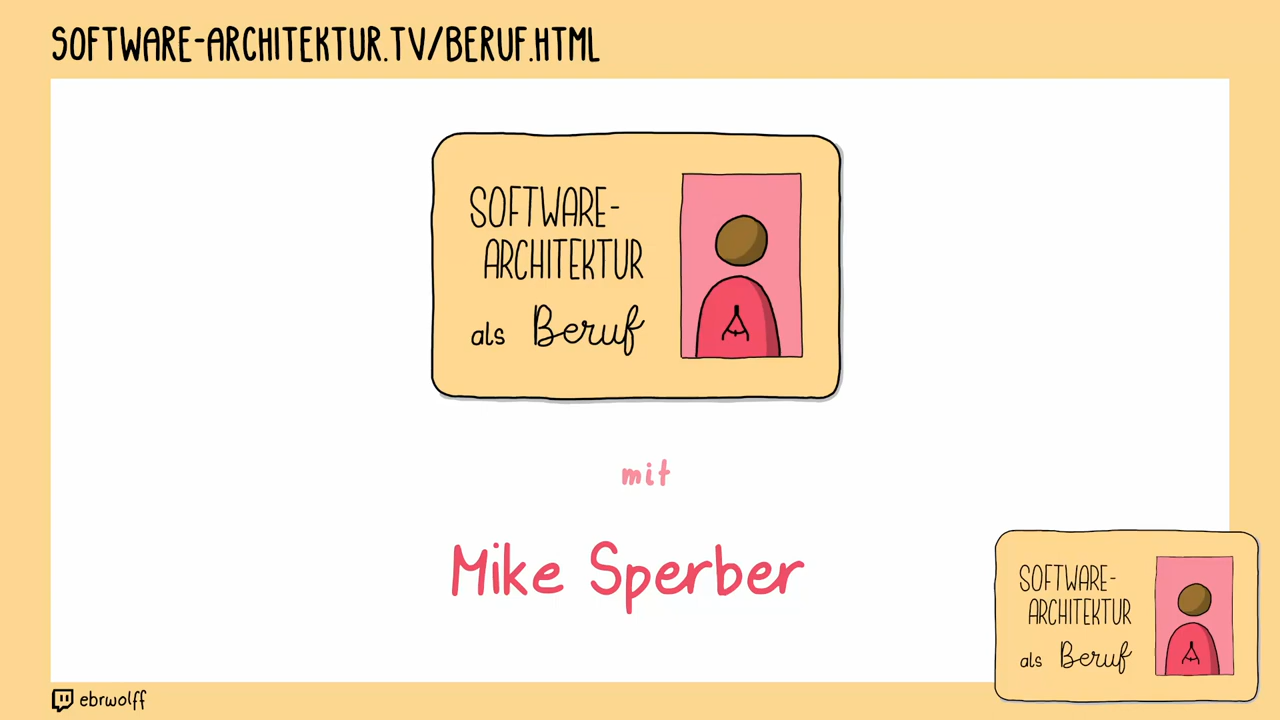 SOFTWARE-ARCHITEKTUR.TV/BERUF.HTML
SOFTWARE-
ARCHITEKTUR
als Beruf
mit
Mike Sperber
SOFTWARE-
ARCHITEKTUR
als Beruf
ebrwolff